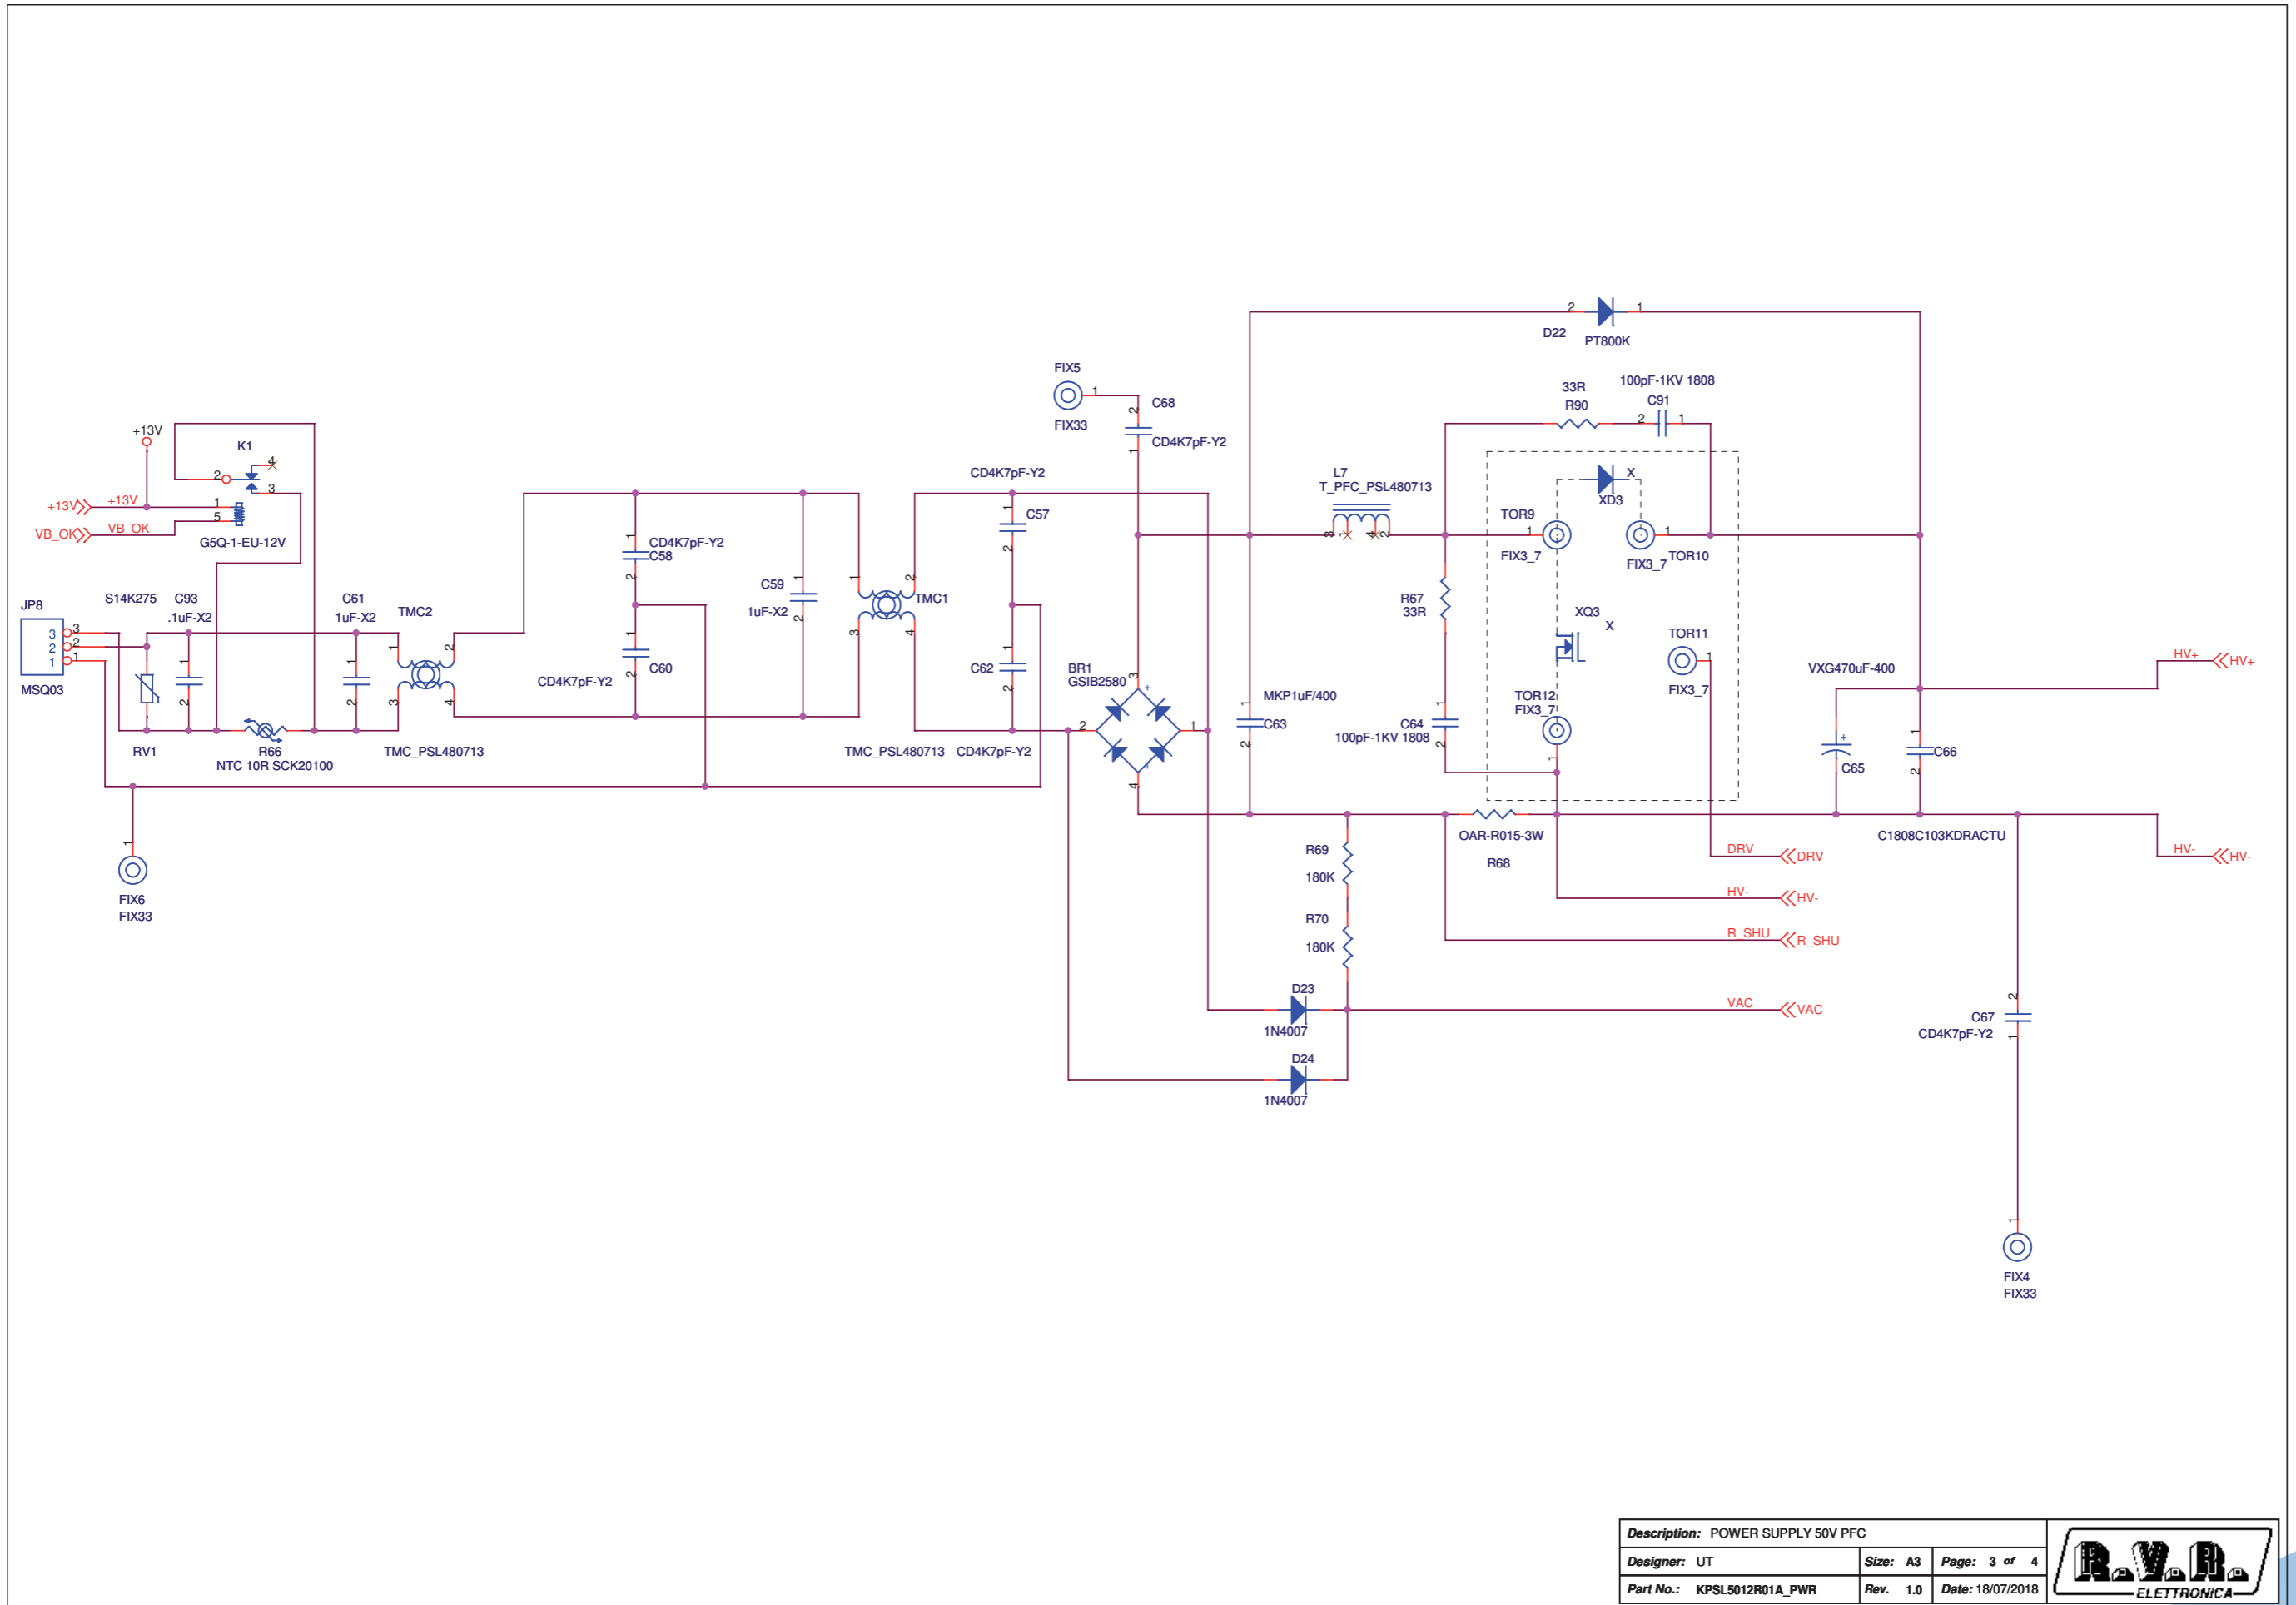 D22
PT800K
FIX5
FIX33
C68
CD4K7pF-Y2
33R
R90
100pF-1KV 1808
C91
+13V
K1
+13V
+13V
VB_OK
VB_OK
G5Q-1-EU-12V
CD4K7pF-Y2
C57
L7
T_PFC_PSL480713
XD3
X
TOR9
FIX3_7
TOR10
FIX3_7
CD4K7pF-Y2
C58
C59
1uF-X2
TMC1
JP8
MSQ03
3
2
1
S14K275
C93
.1uF-X2
C61
1uF-X2
TMC2
R67
33R
XQ3
X
TOR11
FIX3_7
C60
CD4K7pF-Y2
C62
BR1
GSIB2580
MKP1uF/400
C63
C64
100pF-1KV 1808
TOR12
FIX3_7
VXG470uF-400
HV+
HV+
RV1
R66
NTC 10R SCK20100
TMC_PSL480713
TMC_PSL480713
CD4K7pF-Y2
C65
C66
OAR-R015-3W
R68
C1808C103KDRACTU
R69
180K
R70
180K
DRV
DRV
HV-
HV-
HV-
HV-
R_SHU
R_SHU
FIX6
FIX33
D23
1N4007
VAC
VAC
D24
1N4007
C67
CD4K7pF-Y2
FIX4
FIX33
Description: POWER SUPPLY 50V PFC
Designer: UT
Size: A3
Page: 3 of 4
Part No.: KPSL5012R01A_PWR
Rev. 1.0
Date: 18/07/2018
R.V.R.
ELETTRONICA